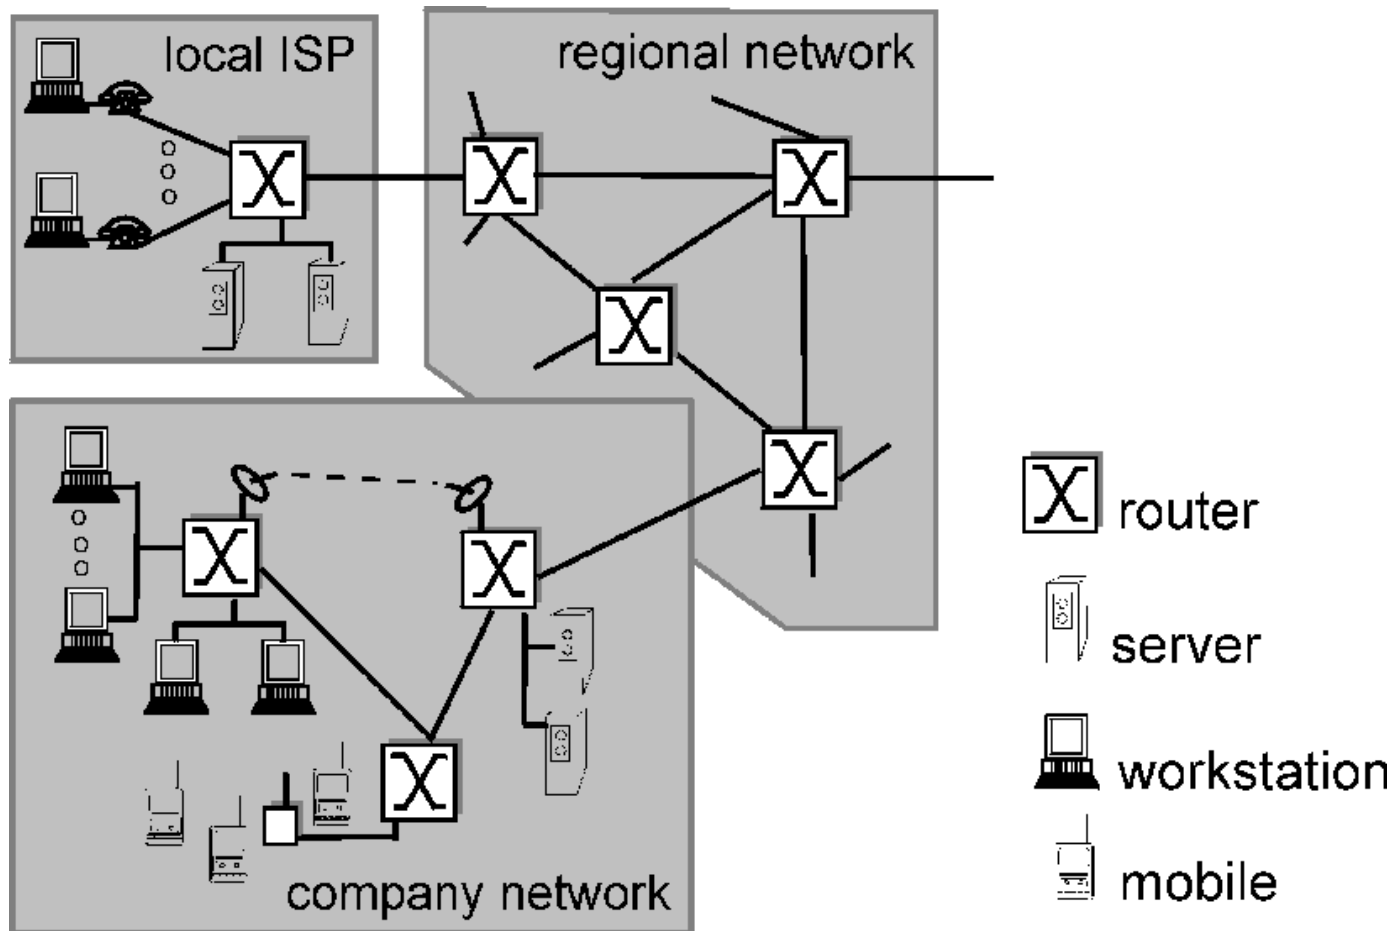 local ISP
regional network
router
server
workstation
mobile
company network